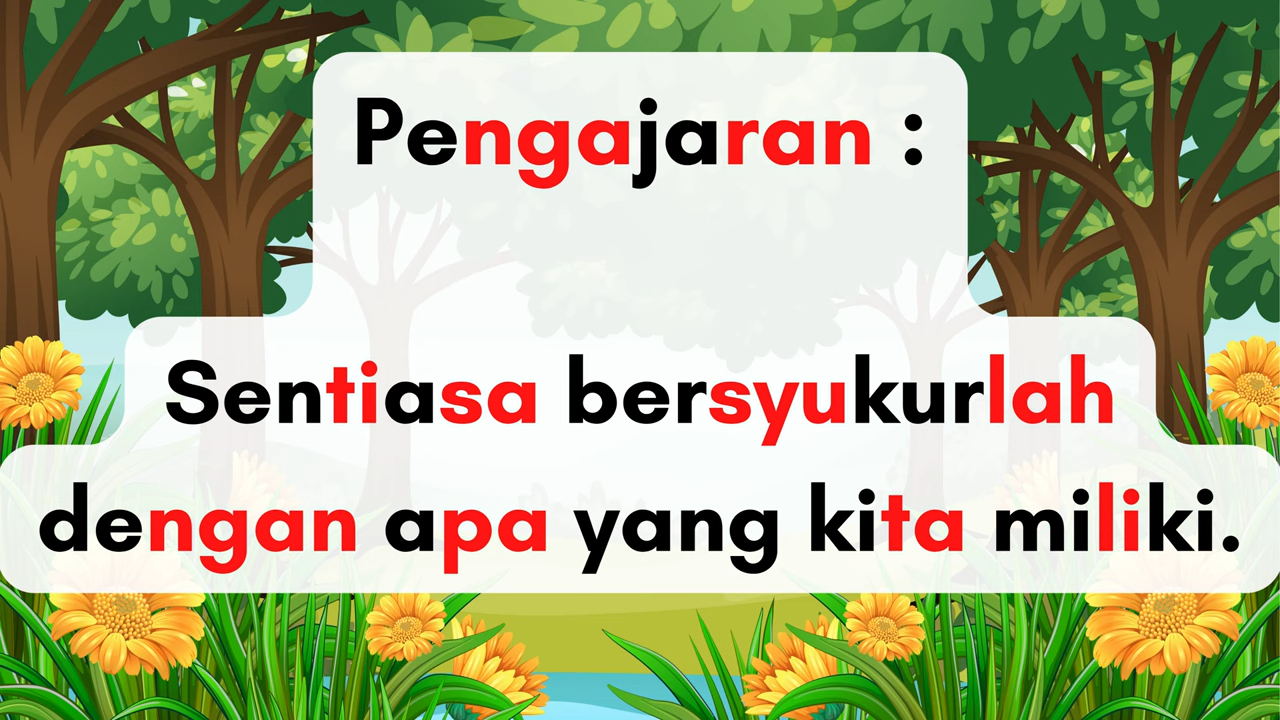 Pengajaran :
Sentiasa bersyukurlah
dengan apa yang kita miliki.